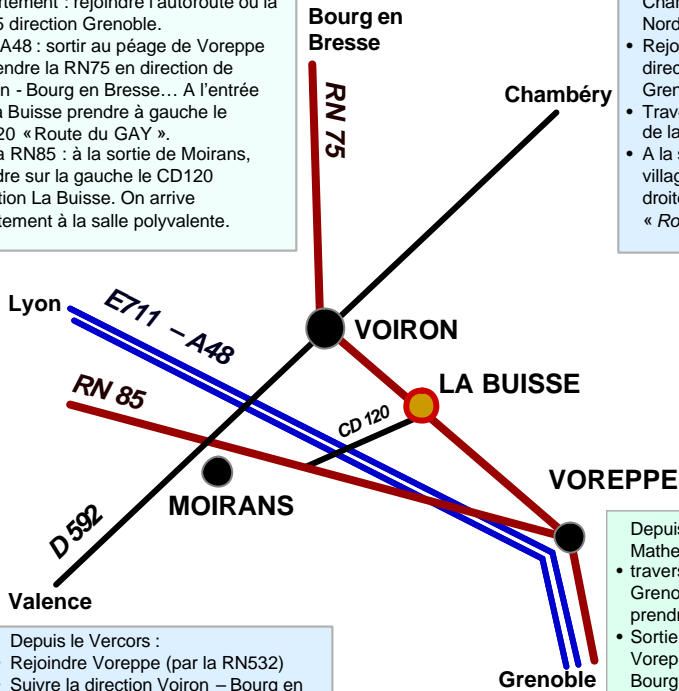 rtement : rejoindre l'autoroute ou la
5 direction Grenoble.
A48 : sortir au péage de Voreppe
endre la RN75 en direction de
n - Bourg en Bresse… A l'entrée
a Buisse prendre à gauche le
20 « Route du GAY ».
a RN85 : à la sortie de Moirans,
dre sur la gauche le CD120
tion La Buisse. On arrive
tement à la salle polyvalente.
Bourg en
Bresse
RN 75
Chambéry
Nord
• Rejo
direc
Gren
• Trav
de la
• A la s
villag
droite
« Ro
Lyon
E711 – A48
VOIRON
LA BUISSE
RN 85
CD 120
MOIRANS
VOREPPE
D 592
Valence
Depuis
Mathe
• travers
Greno
prendr
• Sortie
Vorep
Bourg
Depuis le Vercors :
Rejoindre Voreppe (par la RN532)
Suivre la direction Voiron – Bourg en
Grenoble